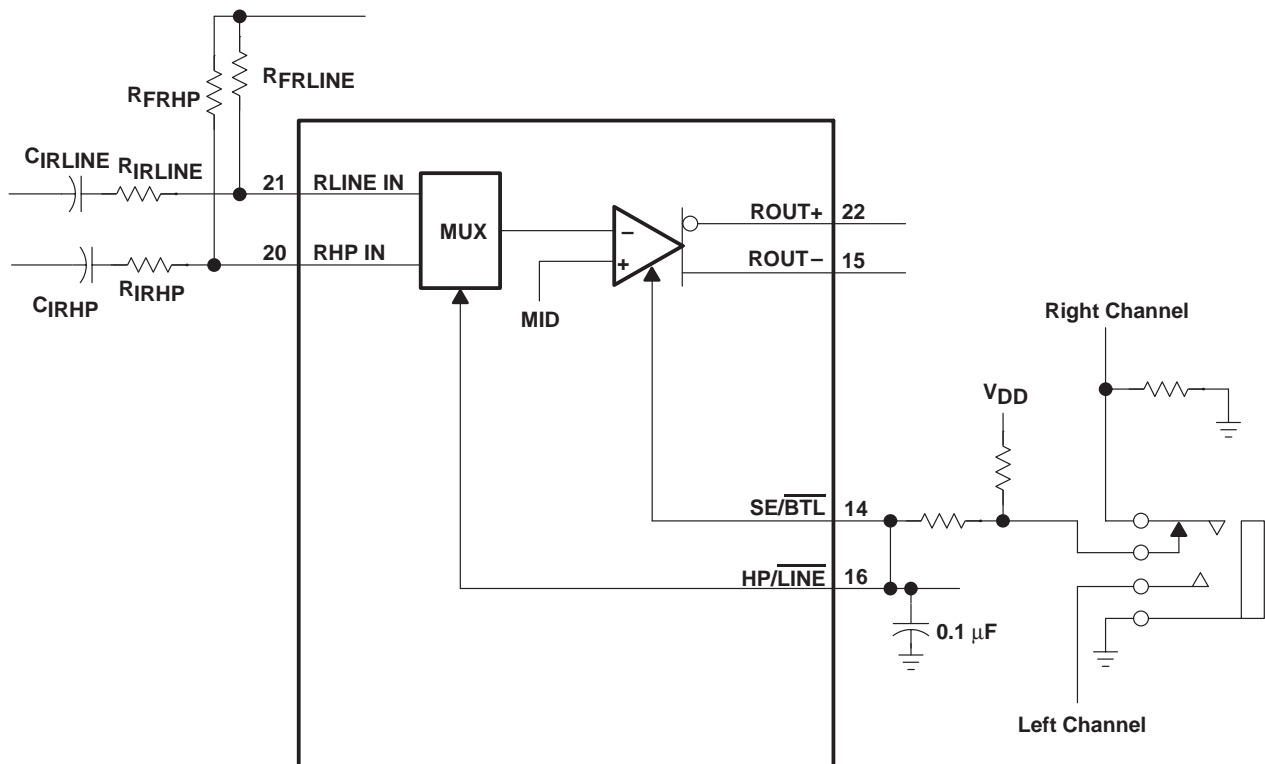 RFRHP
RFRLINE
CIRLINE
RIRLINE
21 RLINE IN
MUX
ROUT+ 22
20 RHP IN
ROUT− 15
CIRHP
RIRHP
−
+
MID
Right Channel
VDD
SE/BTL 14
HP/LINE 16
0.1 μF
Left Channel